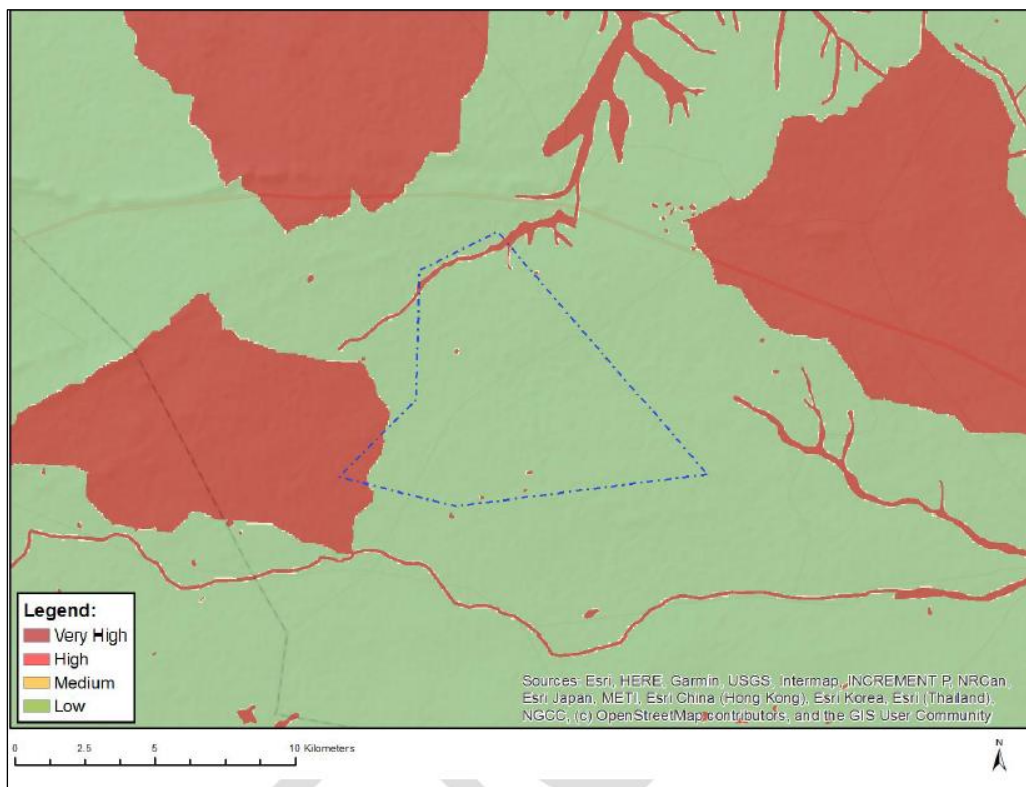 Legend:
Very High
High
Medium
Low
Sources: Esri, HERE, Garmin, USGS, Intermap, INCREMENT P, NRCan,
Esri Japan, METI, Esri China (Hong Kong), Esri Korea, Esri (Thailand),
NGCC, (c) OpenStreetMap contributors, and the GIS User Community
0 2.5 5 10 Kilometers
N